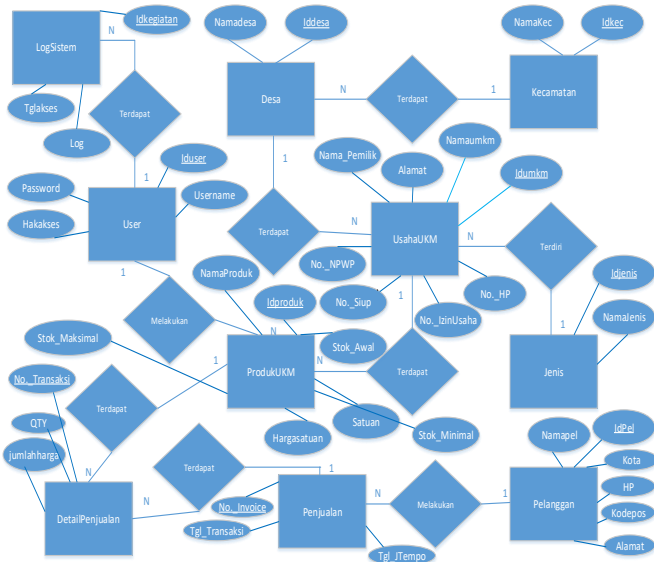 Idkegiatan
LogSistem
N
Tglakses
Log
Terdapat
1
Namadesa
Iddesa
Desa
N
Terdapat
1
NamaKec
Idkec
Kecamatan
1
Nama_Pemilik
Alamat
Namaumkm
Idumkm
Iduser
Password
Username
User
Hakakses
1
Terdapat
N
UsahaUKM
N
Terdiri
No._NPWP
No._Siup
No._IzinUsaha
No._HP
1
1
Idjenis
NamaJenis
Jenis
NamaProduk
Idproduk
Melakukan
Stok_Maksimal
Stok_Awal
N
ProdukUKM
N
Terdapat
1
No._Transaksi
Terdapat
QTY
jumlahharga
N
Hargasatuan
Satuan
Stok_Minimal
Namapel
IdPel
Kota
HP
Kodepos
Alamat
Terdapat
1
No._Invoice
N
DetailPenjualan
Tgl_Transaksi
Penjualan
N
Melakukan
1
Pelanggan
Tgl_JTempo